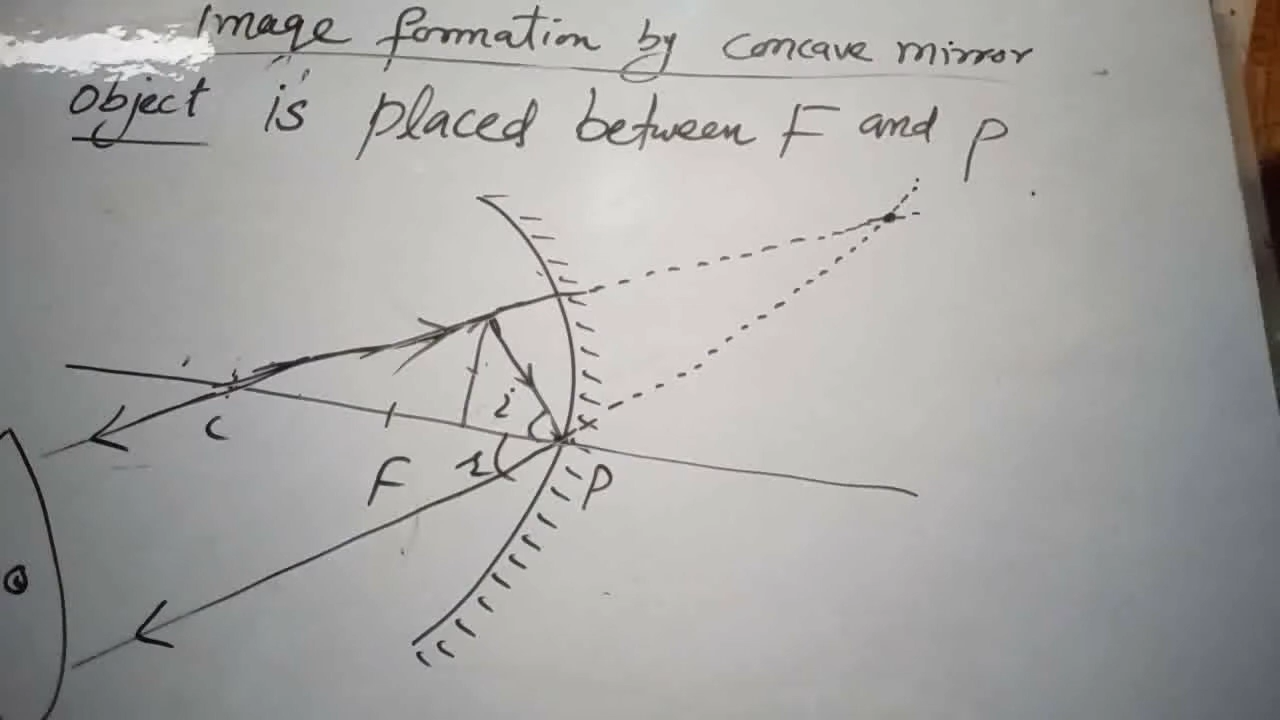 Image formation by concave mirror
object is placed between F and P
i
C
F
r
P